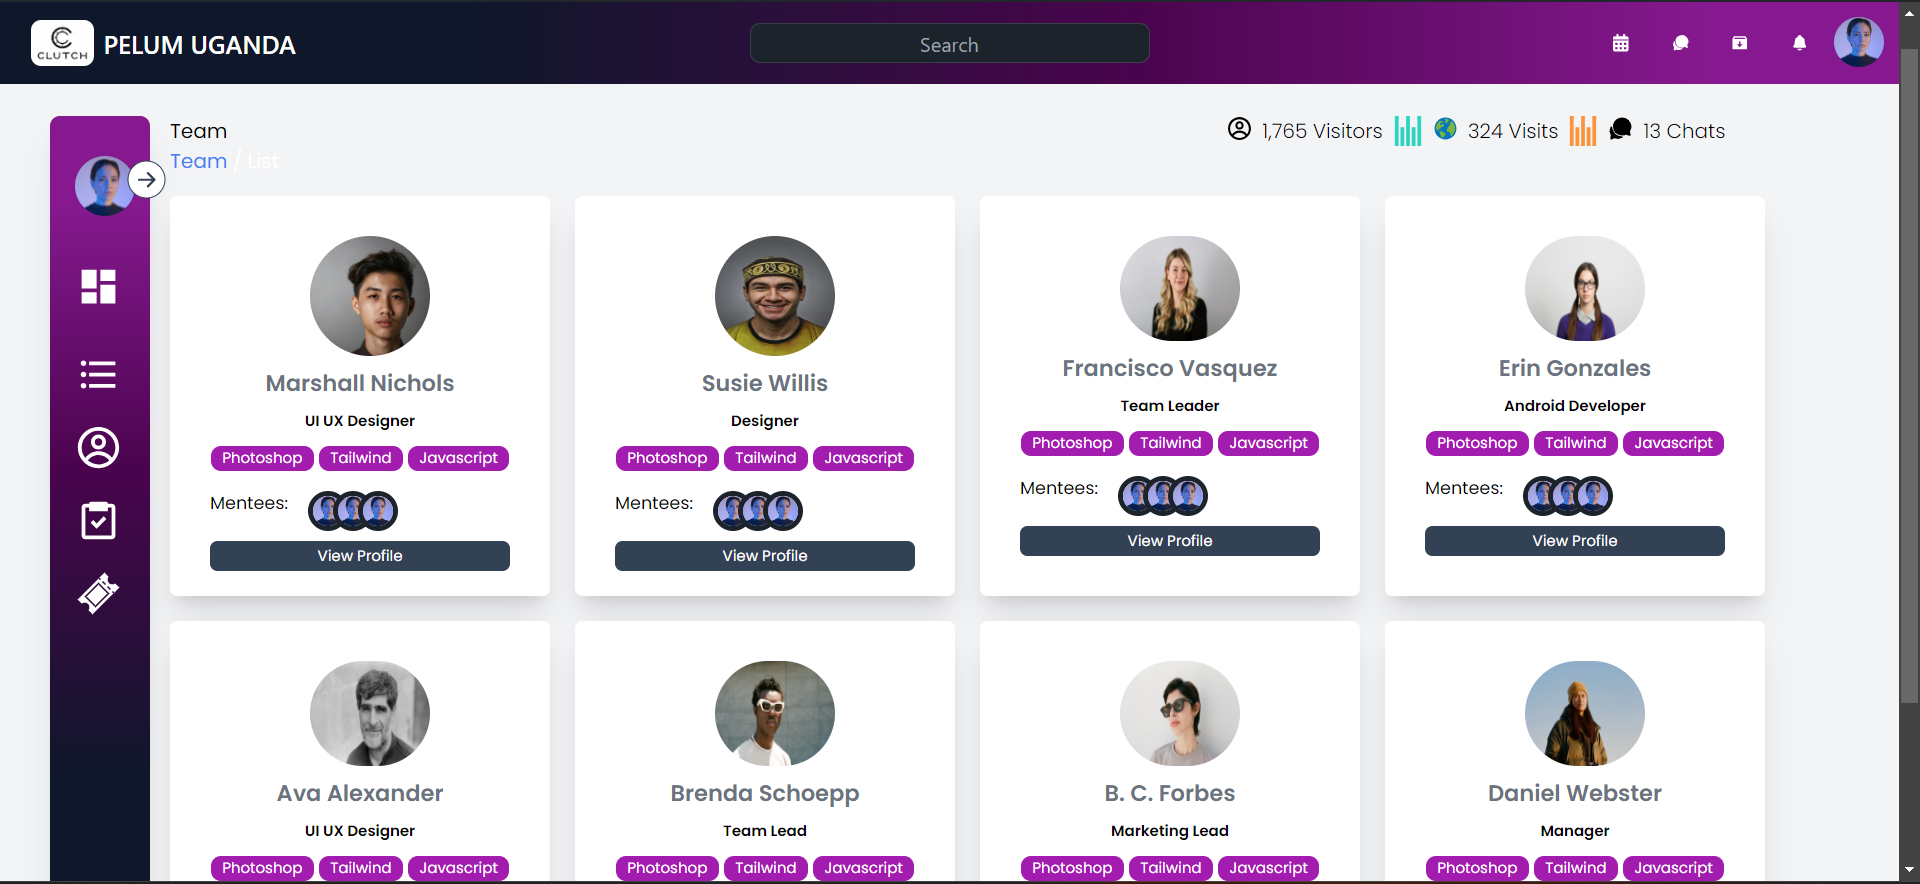 CLUTCH
PELUM UGANDA
Search
Team
Team / List
1,765 Visitors
324 Visits
13 Chats
Marshall Nichols
UI UX Designer
Photoshop Tailwind Javascript
Mentees:
View Profile
Susie Willis
Designer
Photoshop Tailwind Javascript
Mentees:
View Profile
Francisco Vasquez
Team Leader
Photoshop Tailwind Javascript
Mentees:
View Profile
Erin Gonzales
Android Developer
Photoshop Tailwind Javascript
Mentees:
View Profile
Ava Alexander
UI UX Designer
Photoshop Tailwind Javascript
Brenda Schoepp
Team Lead
Photoshop Tailwind Javascript
B. C. Forbes
Marketing Lead
Photoshop Tailwind Javascript
Daniel Webster
Manager
Photoshop Tailwind Javascript